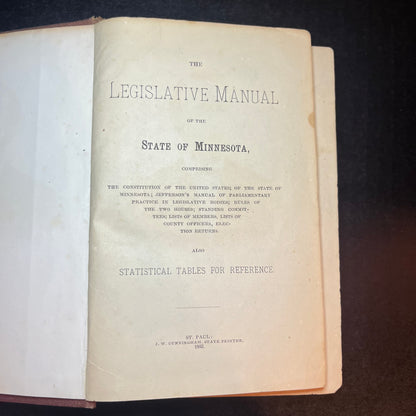 THE
LEGISLATIVE MANUAL
OF THE
STATE OF MINNESOTA,
COMPRISING
THE CONSTITUTION OF THE UNITED STATES; OF THE STATE OF
MINNESOTA; JEFFERSON'S MANUAL OF PARLIAMENTARY
PRACTICE IN LEGISLATIVE BODIES; RULES OF
THE TWO HOUSES; STANDING COMMIT-
TEES; LISTS OF MEMBERS, LISTS OF
COUNTY OFFICERS, ELEC-
TION RETURNS.
ALSO
STATISTICAL TABLES FOR REFERENCE.
ST. PAUL:
J. W. CUNNINGHAM, STATE PRINTER,